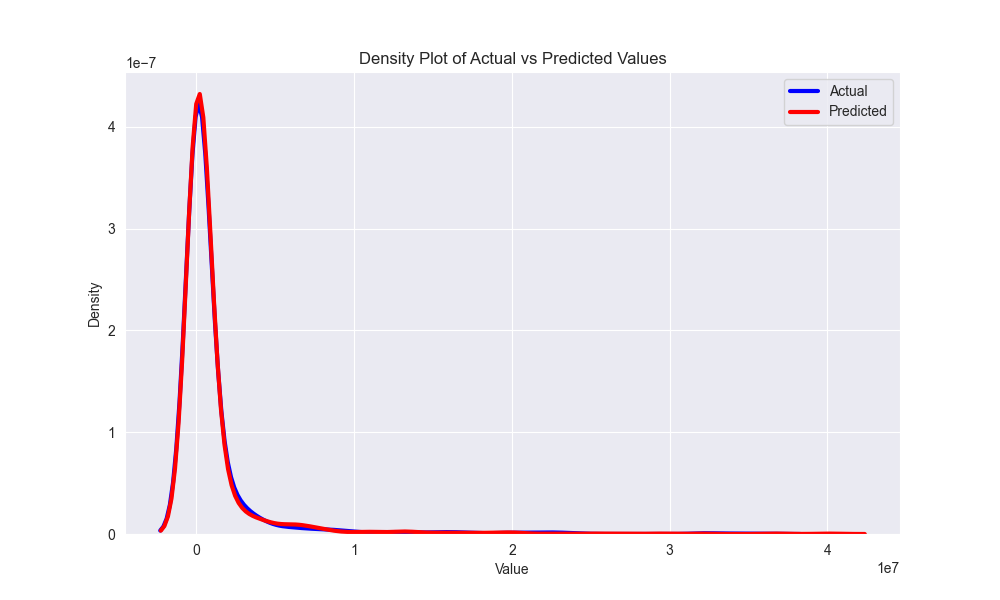 Density Plot of Actual vs Predicted Values
1e−7
Actual
Predicted
4
3
2
1
0
Density
0 1 2 3 4
1e7
Value